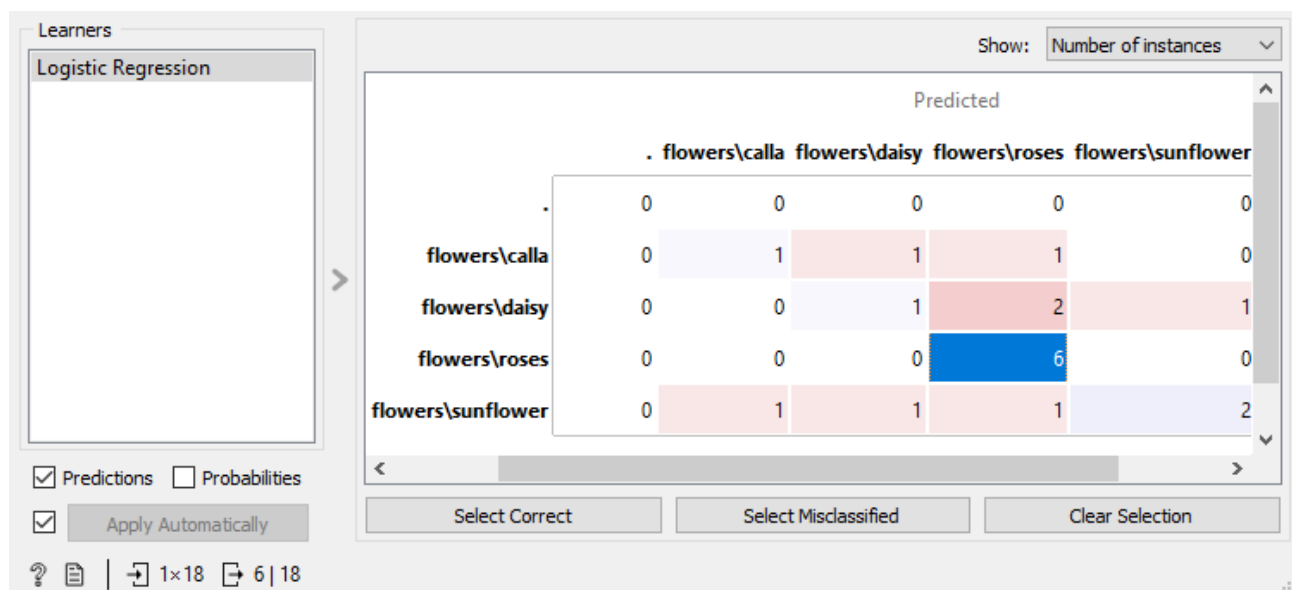 Learners
Logistic Regression
Show: Number of instances
Predicted
. flowers\calla flowers\daisy flowers\roses flowers\sunflower
. 0 0 0 0 0
flowers\calla 0 1 1 1 0
flowers\daisy 0 0 1 2 1
flowers\roses 0 0 0 6 0
flowers\sunflower 0 1 1 1 2
Predictions Probabilities
Apply Automatically
Select Correct Select Misclassified Clear Selection
? 1×18 6|18